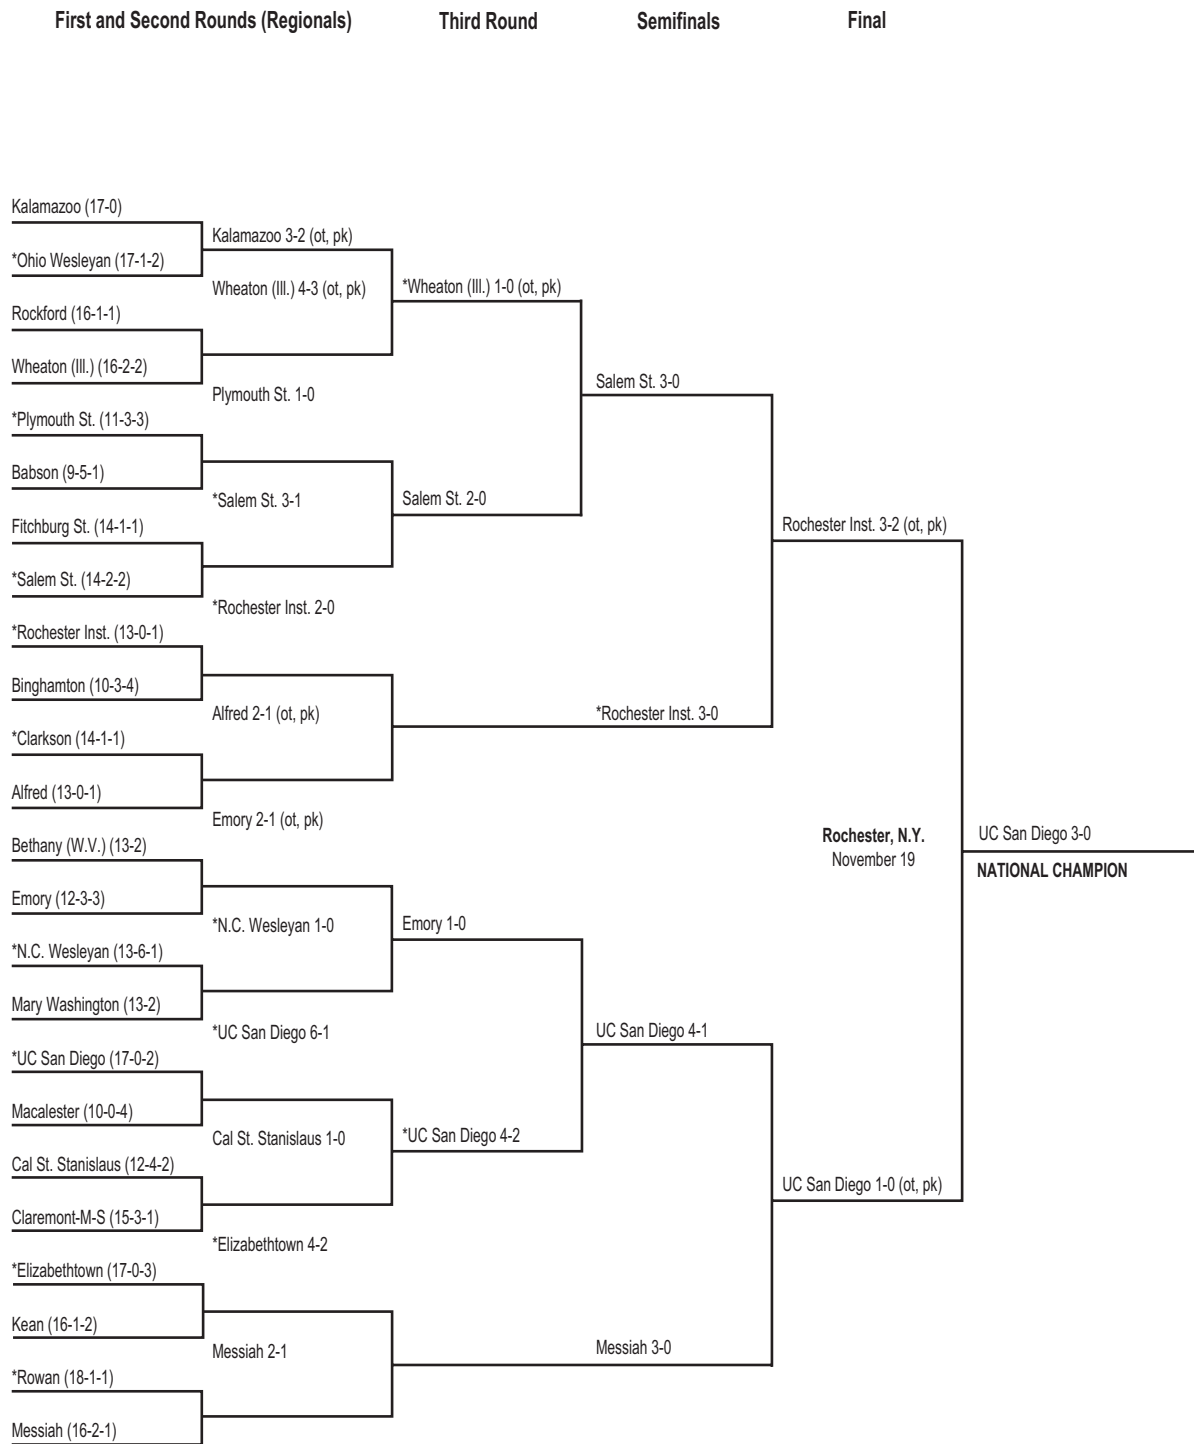 First and Second Rounds (Regionals)
Third Round
Semifinals
Final
Kalamazoo (17-0)
*Ohio Wesleyan (17-1-2)
Rockford (16-1-1)
Wheaton (Ill.) (16-2-2)
*Plymouth St. (11-3-3)
Babson (9-5-1)
Fitchburg St. (14-1-1)
*Salem St. (14-2-2)
*Rochester Inst. (13-0-1)
Binghamton (10-3-4)
*Clarkson (14-1-1)
Alfred (13-0-1)
Bethany (W.V.) (13-2)
Emory (12-3-3)
*N.C. Wesleyan (13-6-1)
Mary Washington (13-2)
*UC San Diego (17-0-2)
Macalester (10-0-4)
Cal St. Stanislaus (12-4-2)
Claremont-M-S (15-3-1)
*Elizabethtown (17-0-3)
Kean (16-1-2)
*Rowan (18-1-1)
Messiah (16-2-1)
Kalamazoo 3-2 (ot, pk)
Wheaton (Ill.) 4-3 (ot, pk)
Plymouth St. 1-0
*Salem St. 3-1
*Rochester Inst. 2-0
Alfred 2-1 (ot, pk)
Emory 2-1 (ot, pk)
*N.C. Wesleyan 1-0
*UC San Diego 6-1
Cal St. Stanislaus 1-0
*Elizabethtown 4-2
Messiah 2-1
*Wheaton (Ill.) 1-0 (ot, pk)
Salem St. 2-0
Emory 1-0
*UC San Diego 4-2
Salem St. 3-0
*Rochester Inst. 3-0
UC San Diego 4-1
Messiah 3-0
Rochester Inst. 3-2 (ot, pk)
UC San Diego 1-0 (ot, pk)
Rochester, N.Y.
November 19
UC San Diego 3-0
NATIONAL CHAMPION